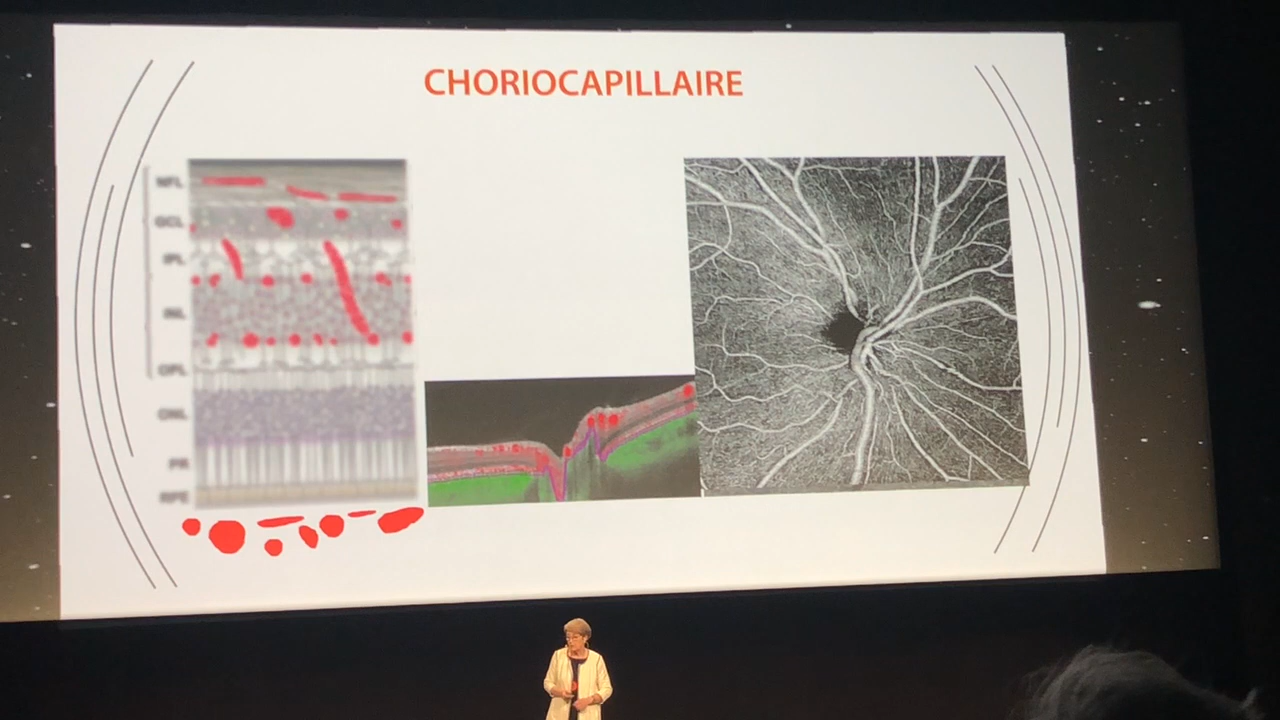 CHORIOCAPILLAIRE
NFL
GCL
IPL
INL
OPL
ONL
PR
RPE